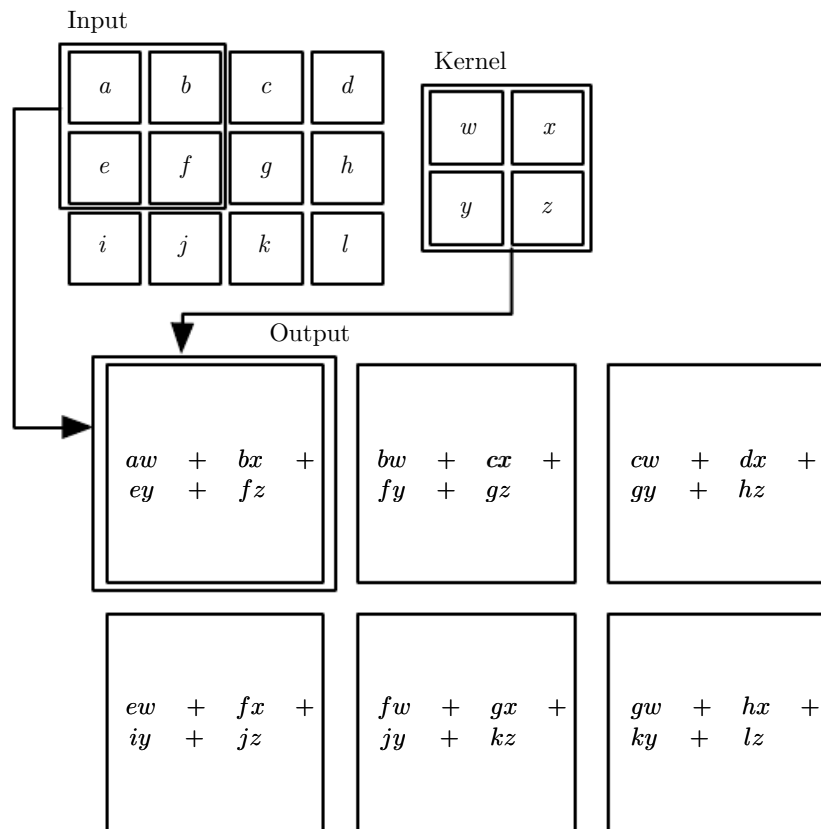 Input
a b c d
e f g h
i j k l
Kernel
w x
y z
Output
aw + bx +
ey + fz
bw + cx +
fy + gz
cw + dx +
gy + hz
ew + fx +
iy + jz
fw + gx +
jy + kz
gw + hx +
ky + lz